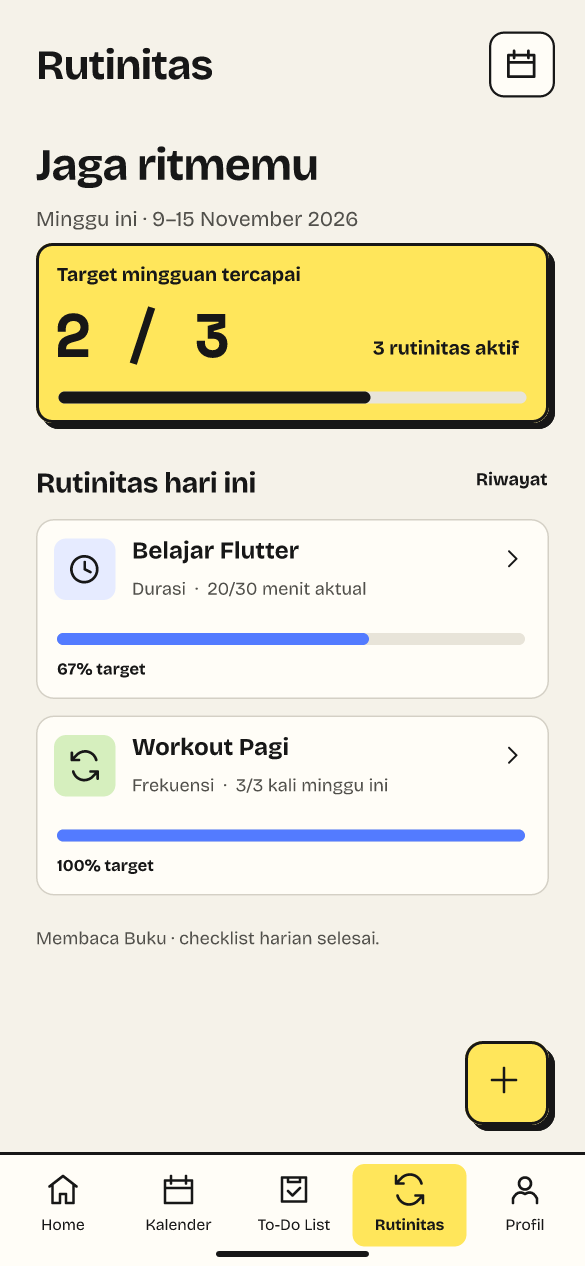 Rutinitas
Jaga ritmemu
Minggu ini · 9–15 November 2026
Target mingguan tercapai
2 / 3
3 rutinitas aktif
Rutinitas hari ini
Riwayat
Belajar Flutter
Durasi · 20/30 menit aktual
67% target
Workout Pagi
Frekuensi · 3/3 kali minggu ini
100% target
Membaca Buku · checklist harian selesai.
Home
Kalender
To-Do List
Rutinitas
Profil